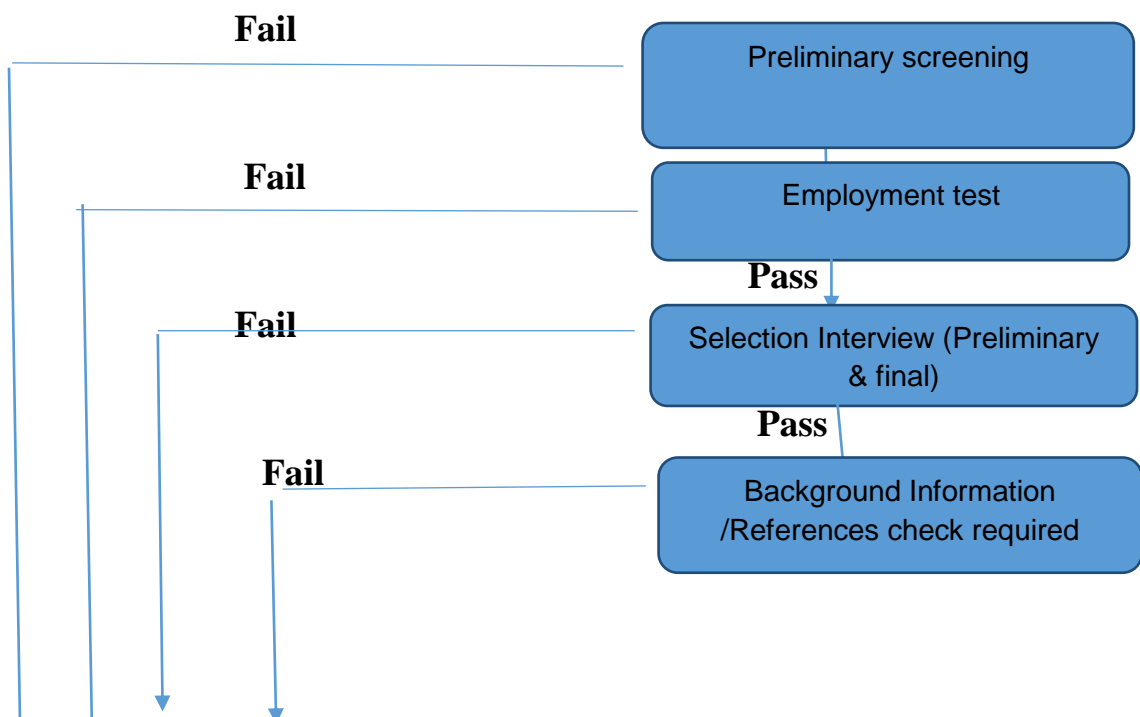 Fail
Preliminary screening
Fail
Employment test
Pass
Fail
Selection Interview (Preliminary
& final)
Pass
Fail
Background Information
/References check required